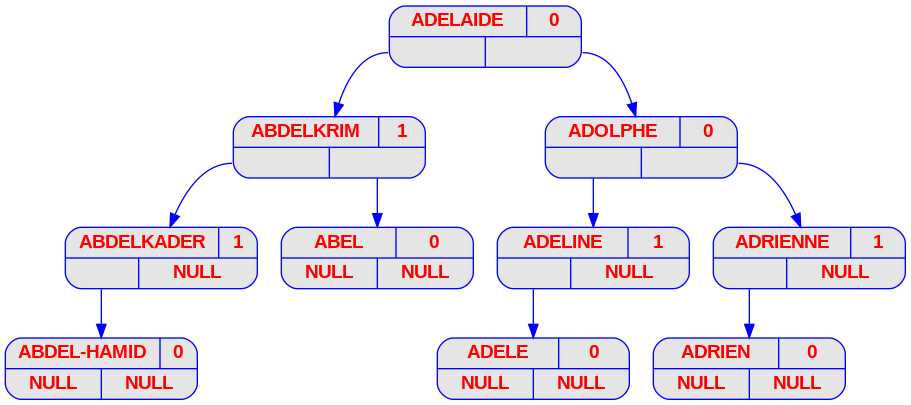 ADELAIDE 0
ABDELKRIM 1 ADOLPHE 0
ABDELKADER 1 ABEL 0 ADELINE 1 ADRIENNE 1
NULL NULL NULL NULL NULL
ABDEL-HAMID 0 ADELE 0 ADRIEN 0
NULL NULL NULL NULL NULL NULL